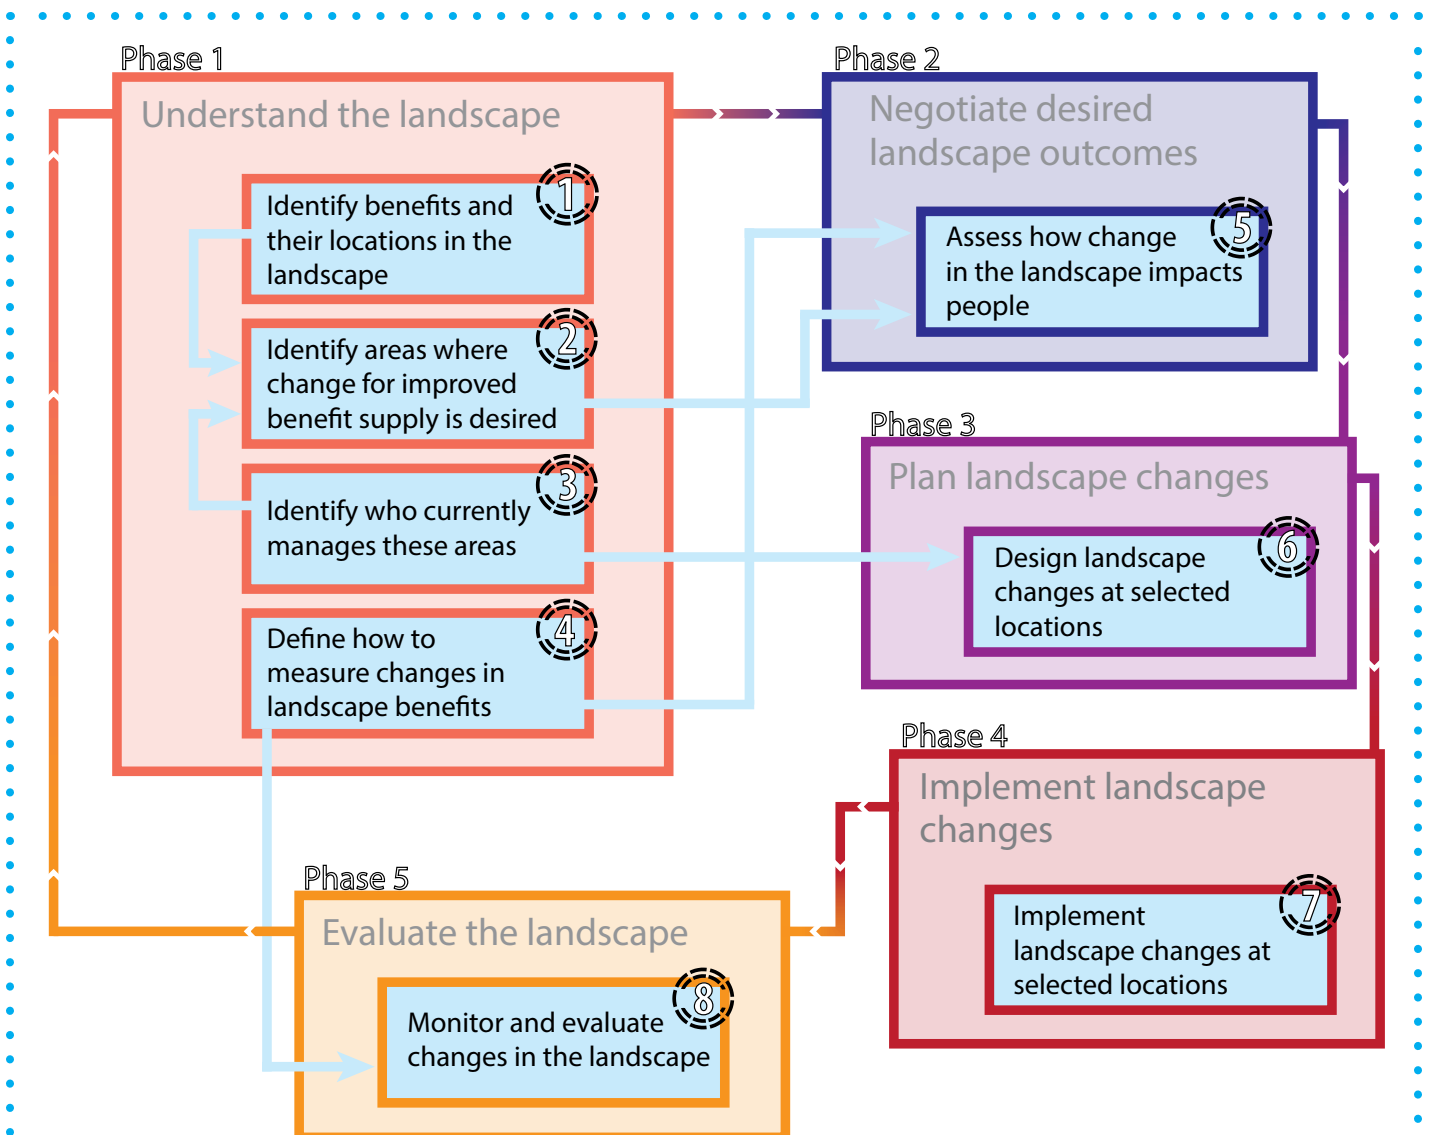 Phase 1
Understand the landscape
1
Identify benefits and
their locations in the
landscape
2
Identify areas where
change for improved
benefit supply is desired
3
Identify who currently
manages these areas
4
Define how to
measure changes in
landscape benefits
Phase 2
Negotiate desired
landscape outcomes
5
Assess how change
in the landscape impacts
people
Phase 3
Plan landscape changes
6
Design landscape
changes at selected
locations
Phase 4
Implement landscape
changes
7
Implement
landscape changes at
selected locations
Phase 5
Evaluate the landscape
8
Monitor and evaluate
changes in the landscape